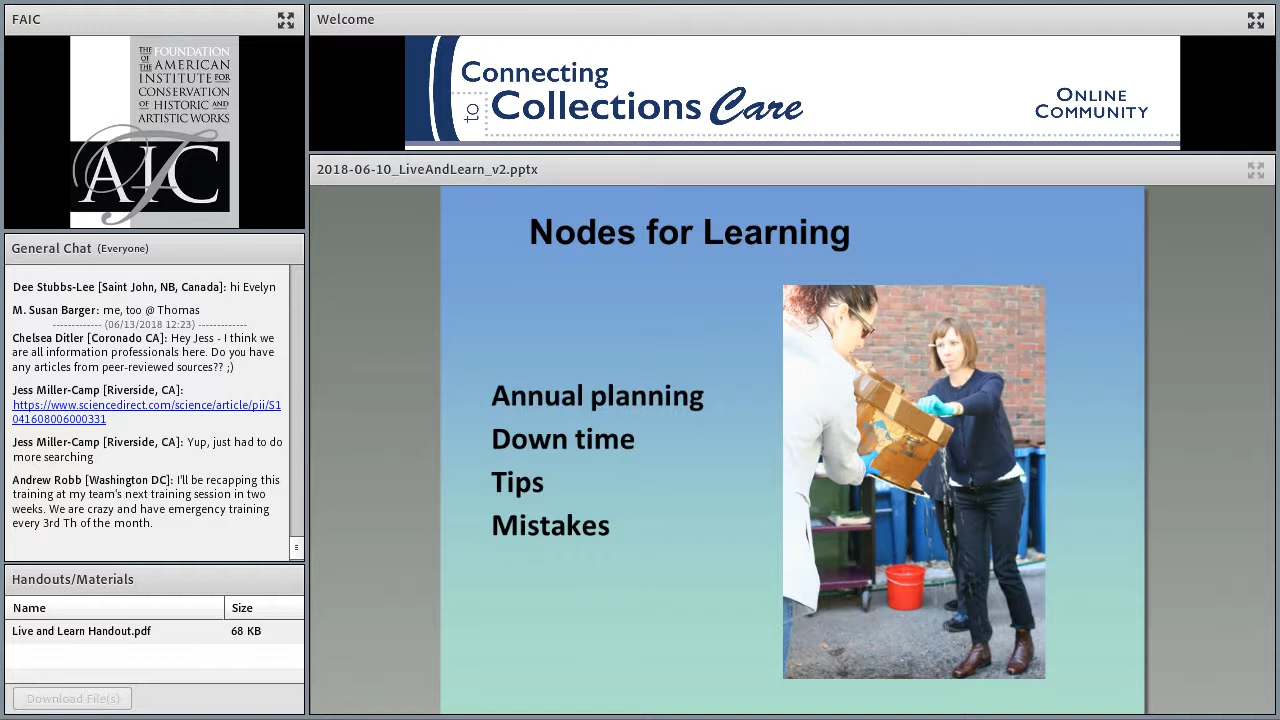 FAIC
THE FOUNDATION
OF THE AMERICAN
INSTITUTE FOR
CONSERVATION
OF HISTORIC AND
ARTISTIC WORKS
AIC
General Chat (Everyone)
Dee Stubbs-Lee [Saint John, NB, Canada]: hi Evelyn
M. Susan Barger: me, too @ Thomas
------------- (06/13/2018 12:23) -------------
Chelsea Ditler [Coronado CA]: Hey Jess - I think we
are all information professionals here. Do you have
any articles from peer-reviewed sources?? ;)
Jess Miller-Camp [Riverside, CA]:
https://www.sciencedirect.com/science/article/pii/S1
041608006000331
Jess Miller-Camp [Riverside, CA]: Yup, just had to do
more searching
Andrew Robb [Washington DC]: I'll be recapping this
training at my team's next training session in two
weeks. We are crazy and have emergency training
every 3rd Th of the month.
Handouts/Materials
Name Size
Live and Learn Handout.pdf 68 KB
Download File(s)
Welcome
Connecting
to Collections Care
ONLINE
COMMUNITY
2018-06-10_LiveAndLearn_v2.pptx
Nodes for Learning
Annual planning
Down time
Tips
Mistakes